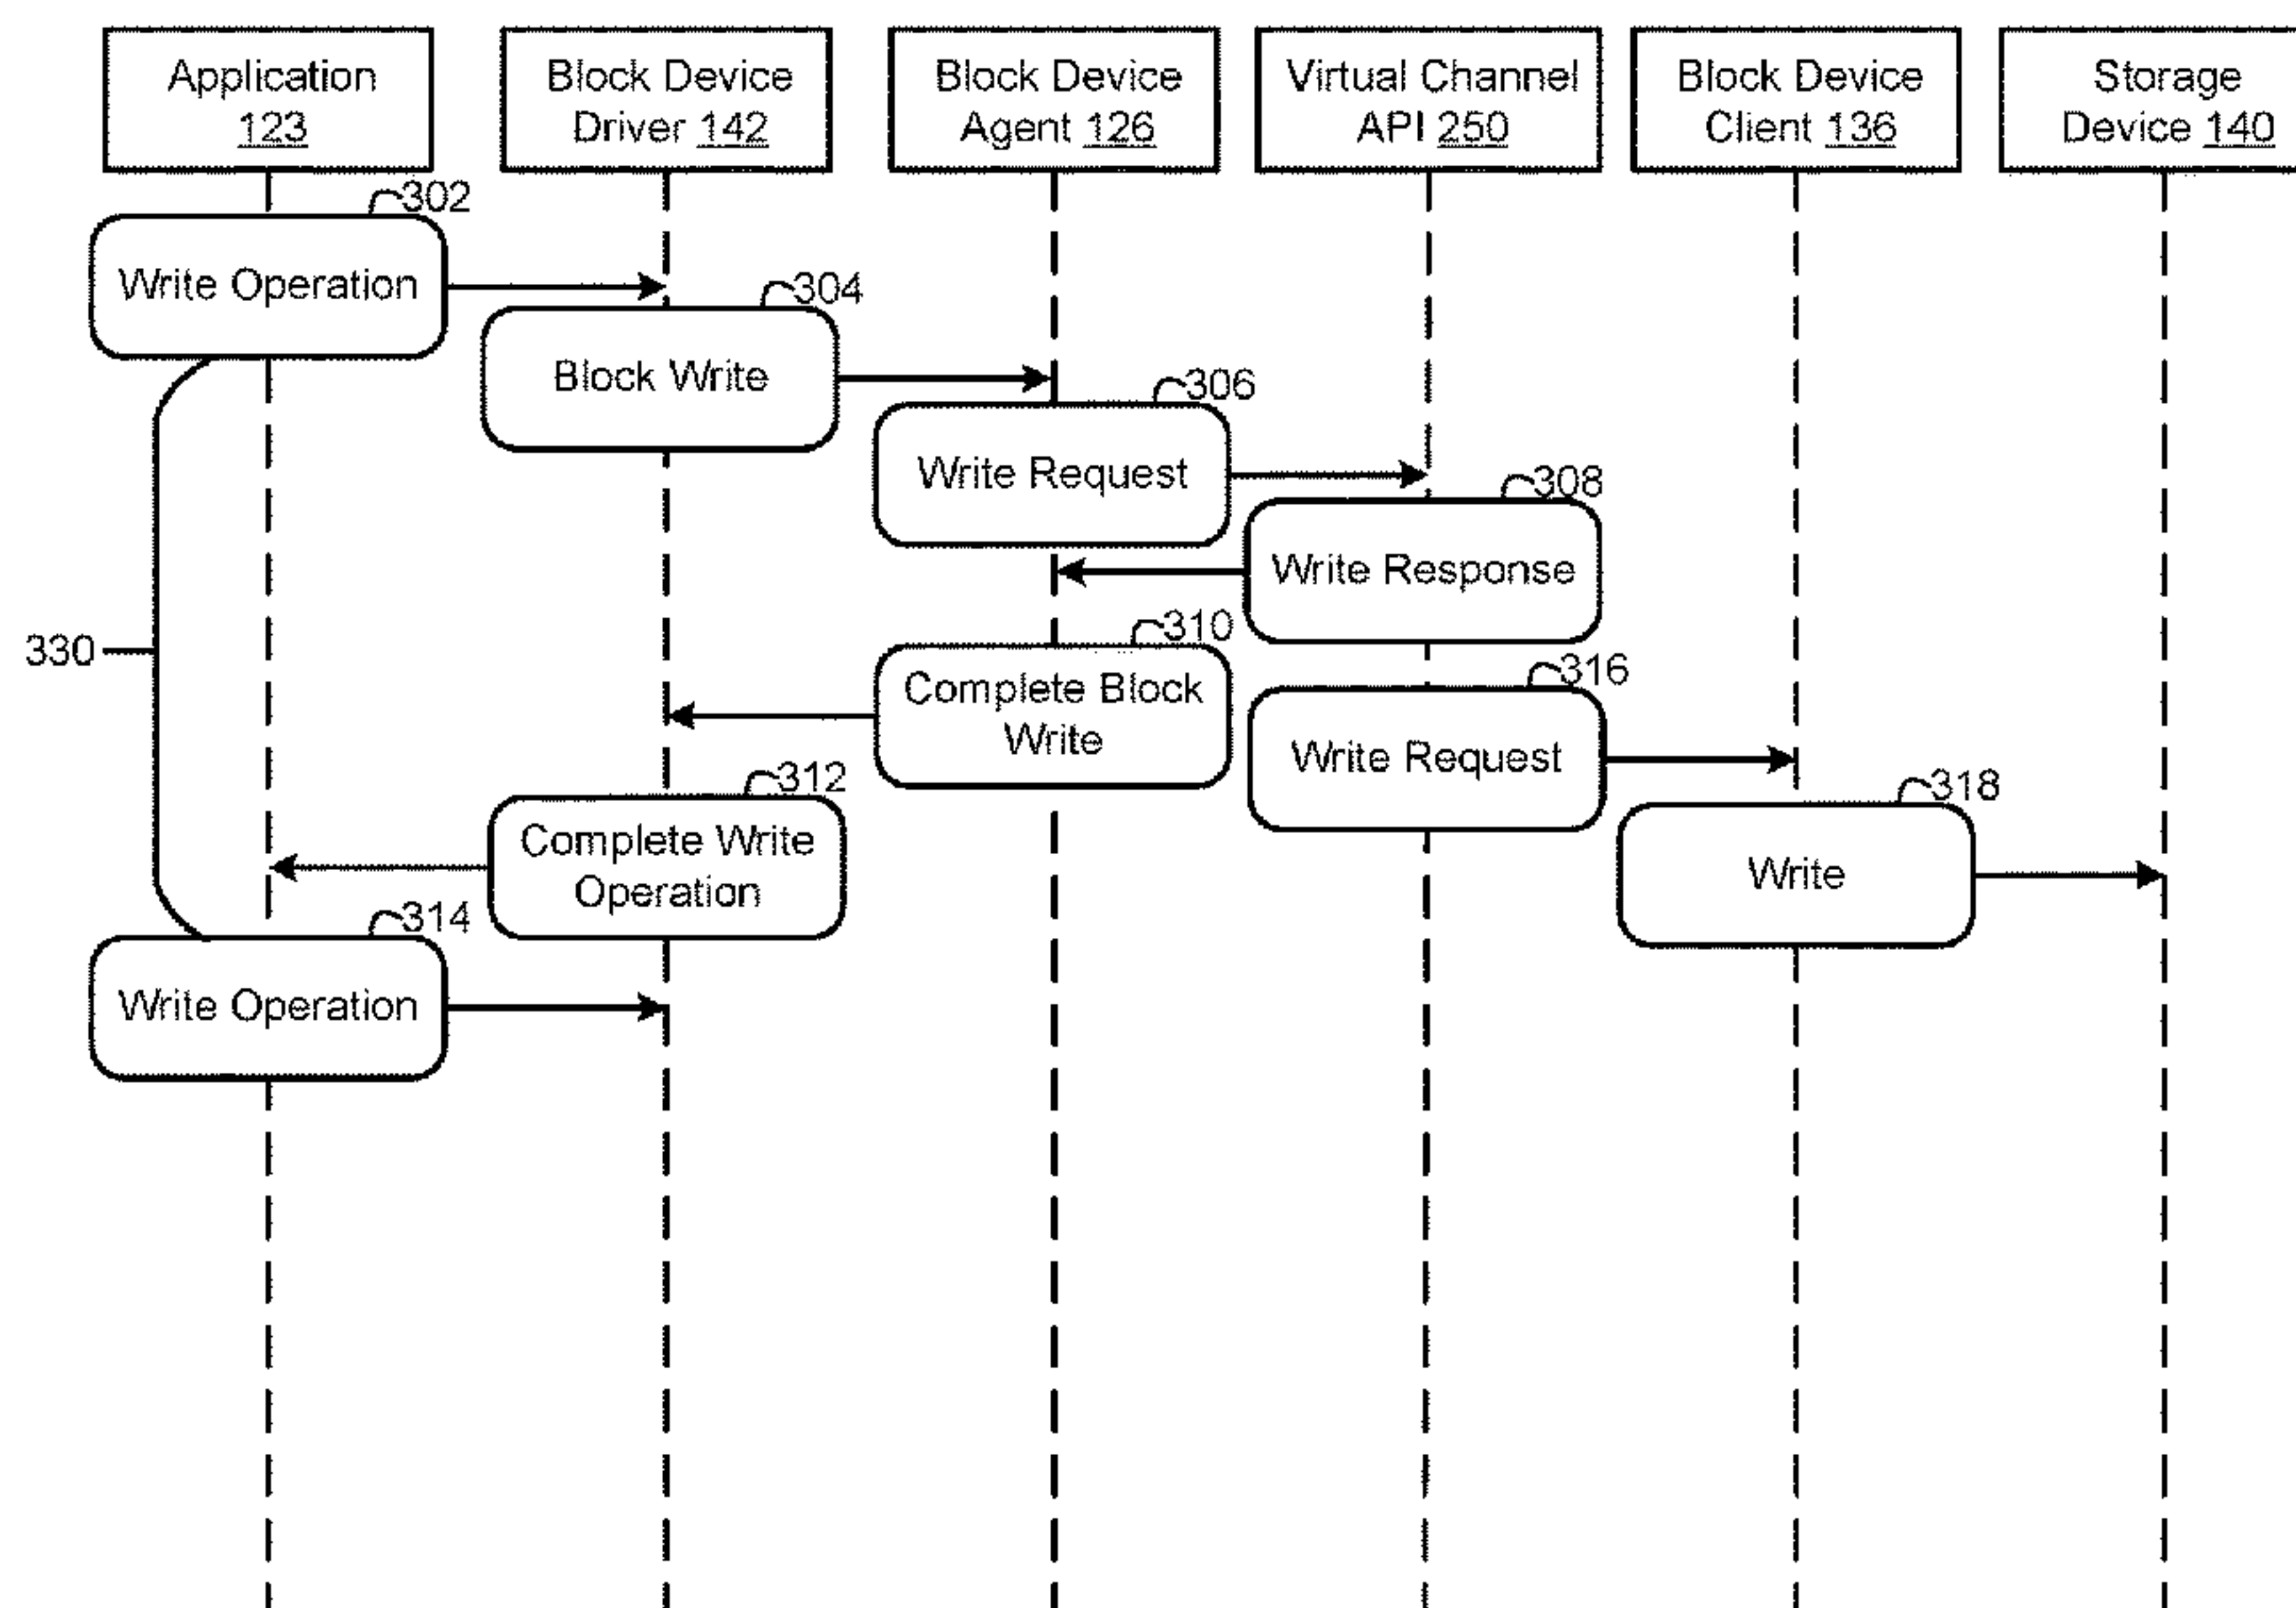 Application
123
Block Device
Driver 142
Block Device
Agent 126
Virtual Channel
API 250
Block Device
Client 136
Storage
Device 140
302
Write Operation
304
Block Write
306
Write Request
308
Write Response
310
Complete Block
Write
316
Write Request
330
312
Complete Write
Operation
318
Write
314
Write Operation